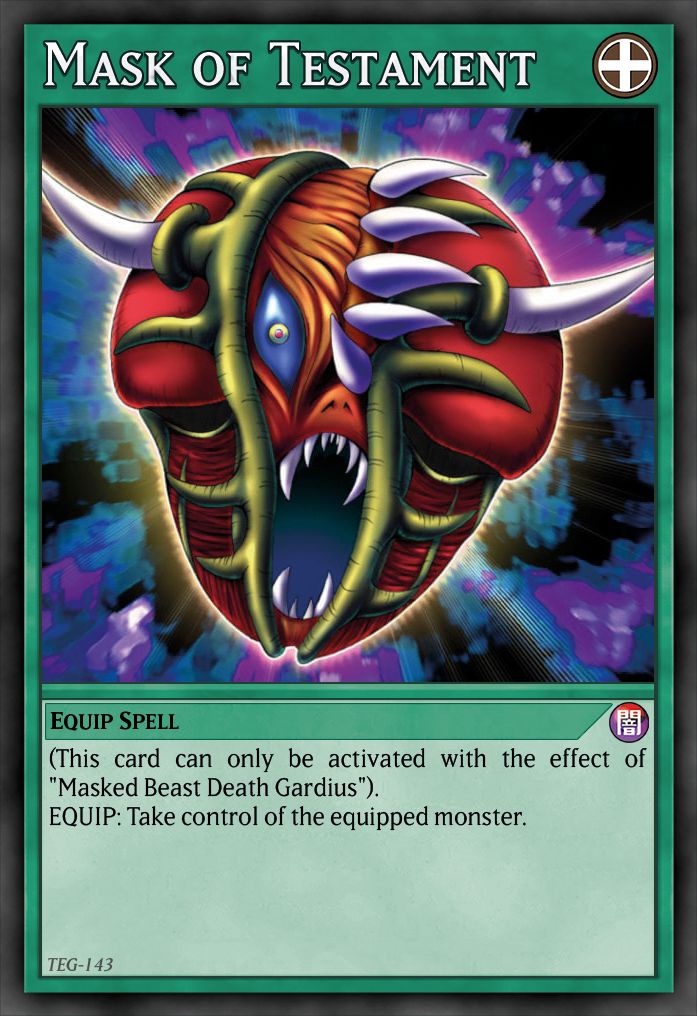 Mask of Testament
Equip Spell
闇
(This card can only be activated with the effect of
"Masked Beast Death Gardius").
EQUIP: Take control of the equipped monster.
TEG-143